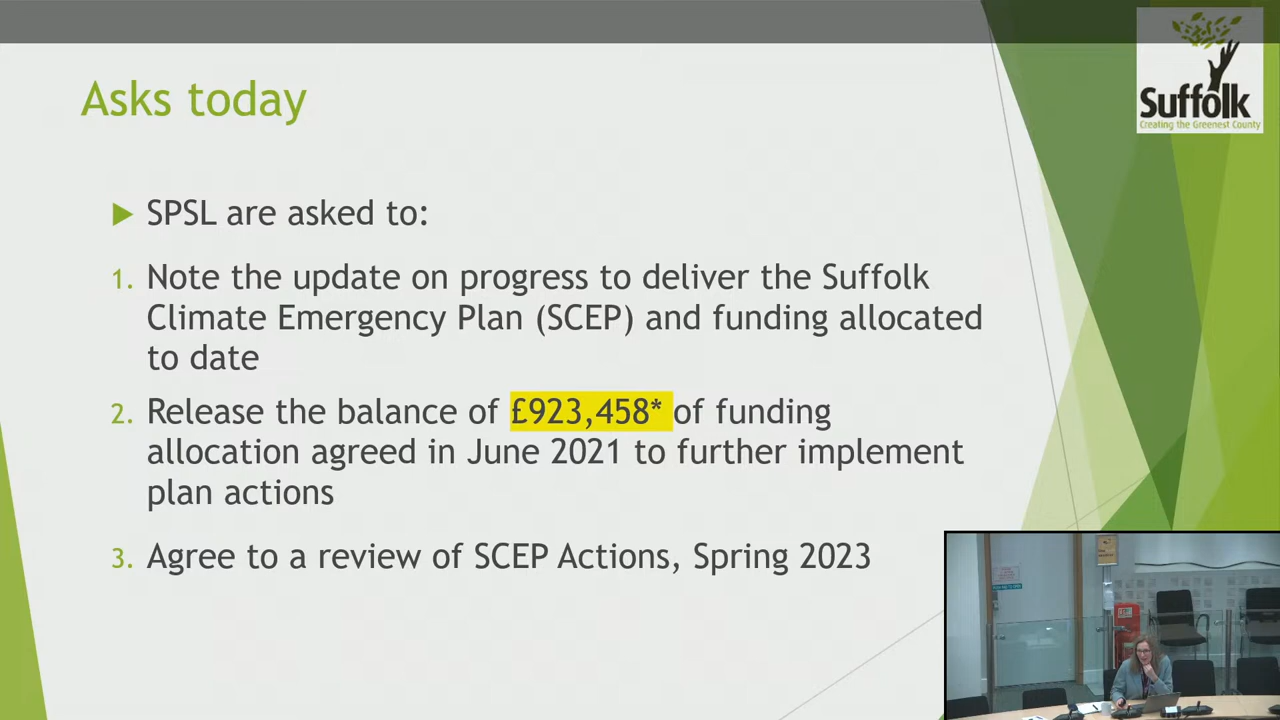 Asks today
Suffolk
Creating the Greenest County
▶ SPSL are asked to:
1. Note the update on progress to deliver the Suffolk
Climate Emergency Plan (SCEP) and funding allocated
to date
2. Release the balance of £923,458* of funding
allocation agreed in June 2021 to further implement
plan actions
3. Agree to a review of SCEP Actions, Spring 2023